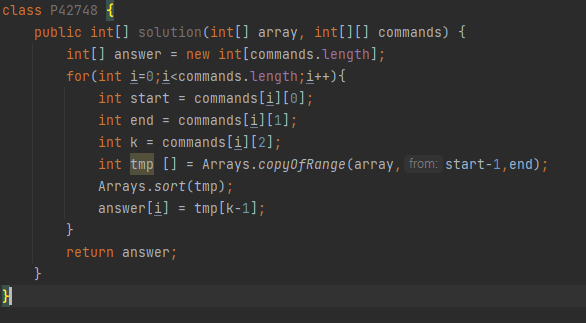 class P42748 {
    public int[] solution(int[] array, int[][] commands) {
        int[] answer = new int[commands.length];
        for(int i=0;i<commands.length;i++){
            int start = commands[i][0];
            int end = commands[i][1];
            int k = commands[i][2];
            int tmp [] = Arrays.copyOfRange(array, from: start-1,end);
            Arrays.sort(tmp);
            answer[i] = tmp[k-1];
        }
        return answer;
    }
}